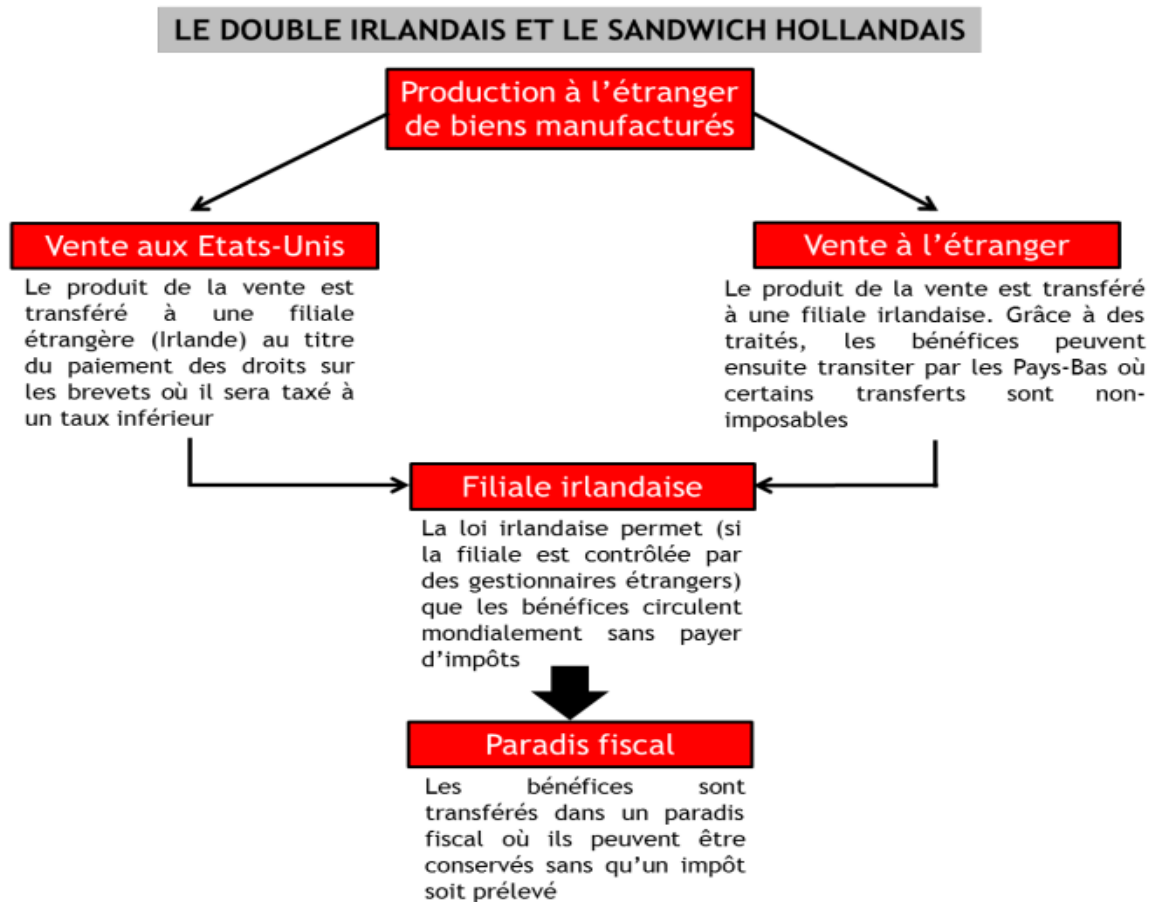 LE DOUBLE IRLANDAIS ET LE SANDWICH HOLLANDAIS
Production à l’étranger
de biens manufacturés
Vente aux Etats-Unis
Le produit de la vente est
transféré à une filiale
étrangère (Irlande) au titre
du paiement des droits sur
les brevets où il sera taxé à
un taux inférieur
Vente à l’étranger
Le produit de la vente est transféré
à une filiale irlandaise. Grâce à des
traités, les bénéfices peuvent
ensuite transiter par les Pays-Bas où
certains transferts sont non-
imposables
Filiale irlandaise
La loi irlandaise permet (si
la filiale est contrôlée par
des gestionnaires étrangers)
que les bénéfices circulent
mondialement sans payer
d’impôts
Paradis fiscal
Les bénéfices sont
transférés dans un paradis
fiscal où ils peuvent être
conservés sans qu’un impôt
soit prélevé